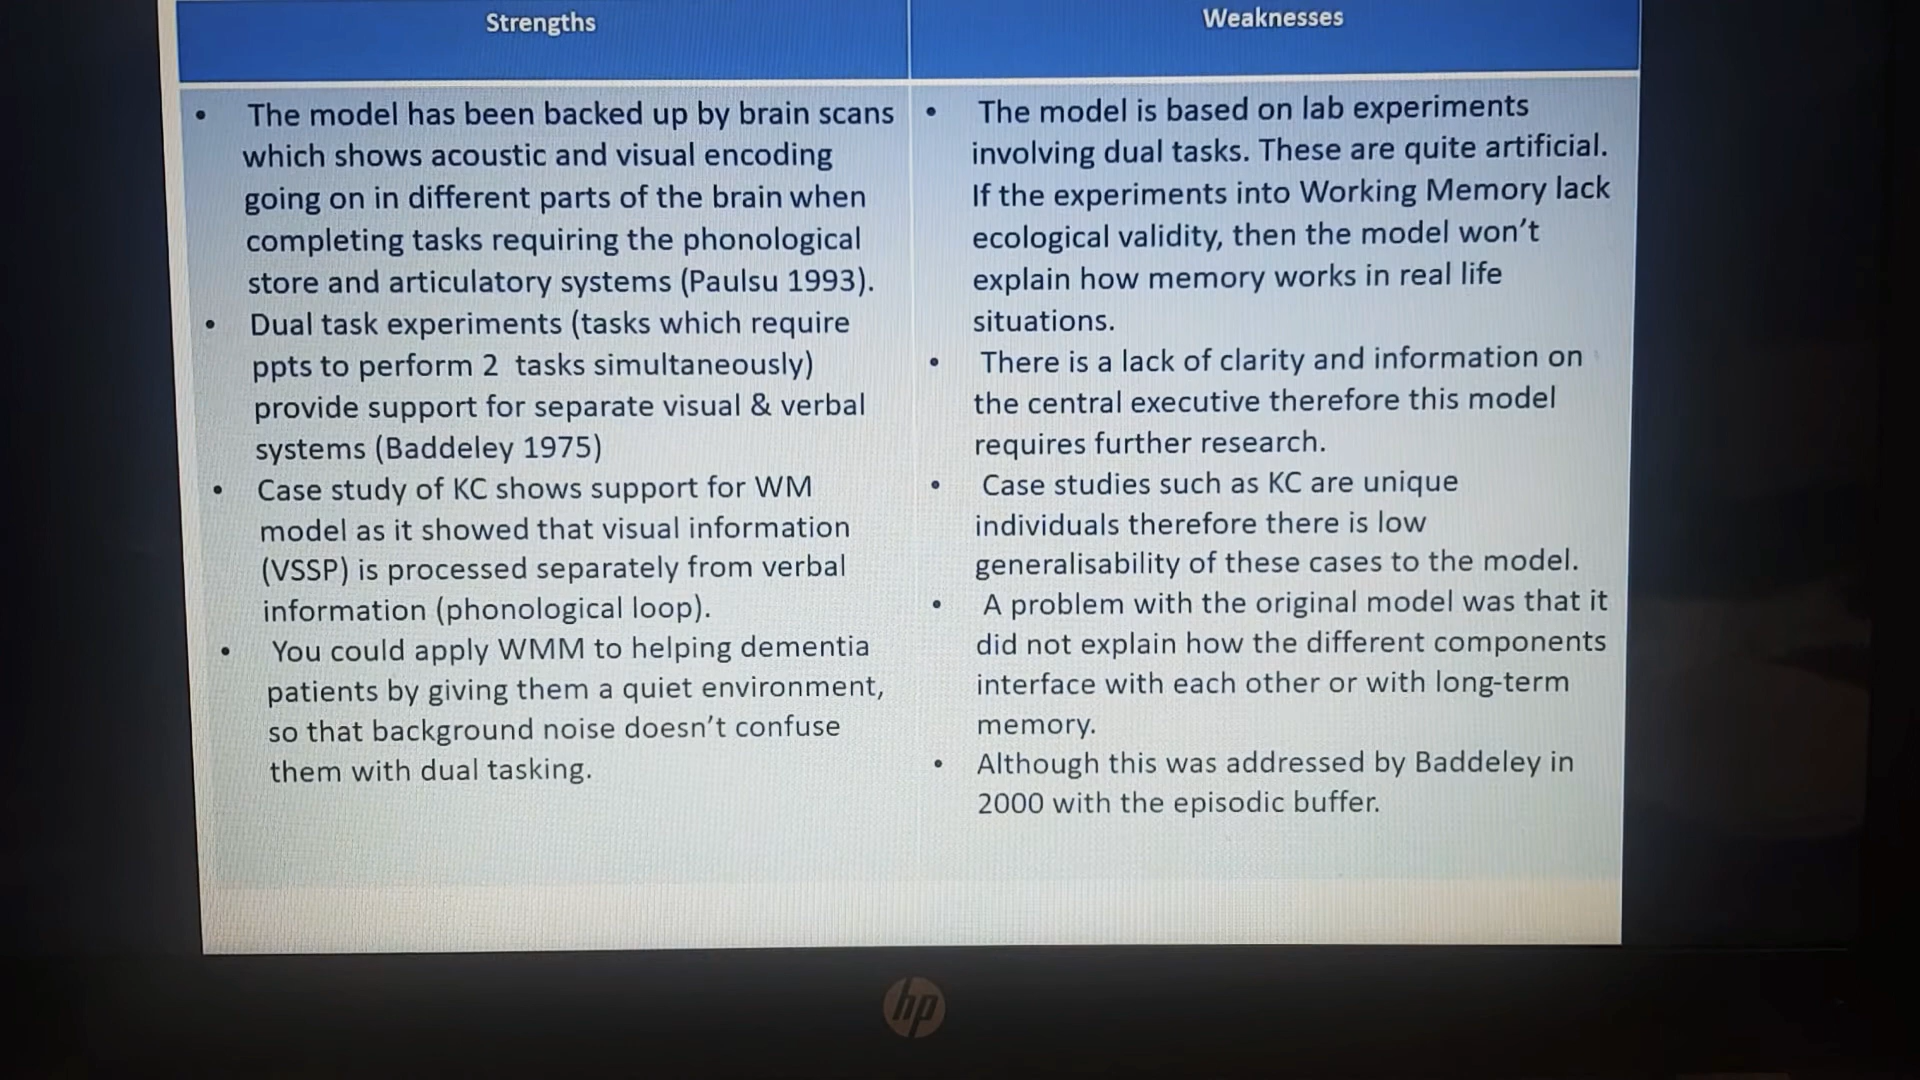 Strengths
The model has been backed up by brain scans
which shows acoustic and visual encoding
going on in different parts of the brain when
completing tasks requiring the phonological
store and articulatory systems (Paulsu 1993).
Dual task experiments (tasks which require
ppts to perform 2 tasks simultaneously)
provide support for separate visual & verbal
systems (Baddeley 1975)
Case study of KC shows support for WM
model as it showed that visual information
(VSSP) is processed separately from verbal
information (phonological loop).
You could apply WMM to helping dementia
patients by giving them a quiet environment,
so that background noise doesn't confuse
them with dual tasking.
Weaknesses
The model is based on lab experiments
involving dual tasks. These are quite artificial.
If the experiments into Working Memory lack
ecological validity, then the model won't
explain how memory works in real life
situations.
There is a lack of clarity and information on
the central executive therefore this model
requires further research.
Case studies such as KC are unique
individuals therefore there is low
generalisability of these cases to the model.
A problem with the original model was that it
did not explain how the different components
interface with each other or with long-term
memory.
Although this was addressed by Baddeley in
2000 with the episodic buffer.
hp